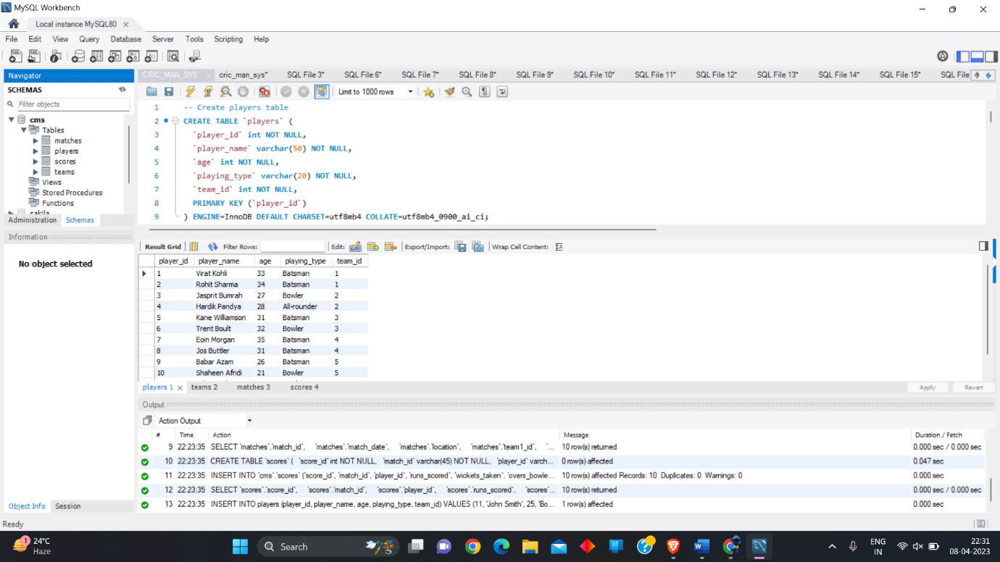 MySQL Workbench
Local instance MySQL80
File Edit View Query Database Server Tools Scripting Help
Navigator
SCHEMAS
Filter objects
cms
Tables
matches
players
scores
teams
Views
Stored Procedures
Functions
sakila
Administration Schemas
Information
No object selected
Object Info Session
CRIC_MAN_SYS cric_man_sys* SQL File 3* SQL File 6* SQL File 7* SQL File 8* SQL File 9* SQL File 10* SQL File 11* SQL File 12* SQL File 13* SQL File 14* SQL File 15* SQL File
Limit to 1000 rows
1 -- Create players table
2 CREATE TABLE `players` (
3 `player_id` int NOT NULL,
4 `player_name` varchar(50) NOT NULL,
5 `age` int NOT NULL,
6 `playing_type` varchar(20) NOT NULL,
7 `team_id` int NOT NULL,
8 PRIMARY KEY (`player_id`)
9 ) ENGINE=InnoDB DEFAULT CHARSET=utf8mb4 COLLATE=utf8mb4_0900_ai_ci;
Result Grid Filter Rows: Edit: Export/Import: Wrap Cell Content:
player_id player_name age playing_type team_id
1 Virat Kohli 33 Batsman 1
2 Rohit Sharma 34 Batsman 1
3 Jasprit Bumrah 27 Bowler 2
4 Hardik Pandya 28 All-rounder 2
5 Kane Williamson 31 Batsman 3
6 Trent Boult 32 Bowler 3
7 Eoin Morgan 35 Batsman 4
8 Jos Buttler 31 Batsman 4
9 Babar Azam 26 Batsman 5
10 Shaheen Afridi 21 Bowler 5
players 1 teams 2 matches 3 scores 4 Apply Revert
Output
Action Output
# Time Action Message Duration / Fetch
9 22:23:35 SELECT `matches`.`match_id`, `matches`.`match_date`, `matches`.`location`, `matches`.`team1_id`, `... 10 row(s) returned 0.000 sec / 0.000 sec
10 22:23:35 CREATE TABLE `scores` ( `score_id` int NOT NULL, `match_id` varchar(45) NOT NULL, `player_id` varch... 0 row(s) affected 0.047 sec
11 22:23:35 INSERT INTO `cms`.`scores` (`score_id`, `match_id`, `player_id`, `runs_scored`, `wickets_taken`, `overs_bowle... 10 row(s) affected Records: 10 Duplicates: 0 Warnings: 0 0.000 sec
12 22:23:35 SELECT `scores`.`score_id`, `scores`.`match_id`, `scores`.`player_id`, `scores`.`runs_scored`, `scores`... 10 row(s) returned 0.000 sec / 0.000 sec
13 22:23:35 INSERT INTO players (player_id, player_name, age, playing_type, team_id) VALUES (11, 'John Smith', 25, 'Bo... 1 row(s) affected 0.000 sec
Ready
1 24°C
Haze
Search
ENG
IN
22:31
08-04-2023